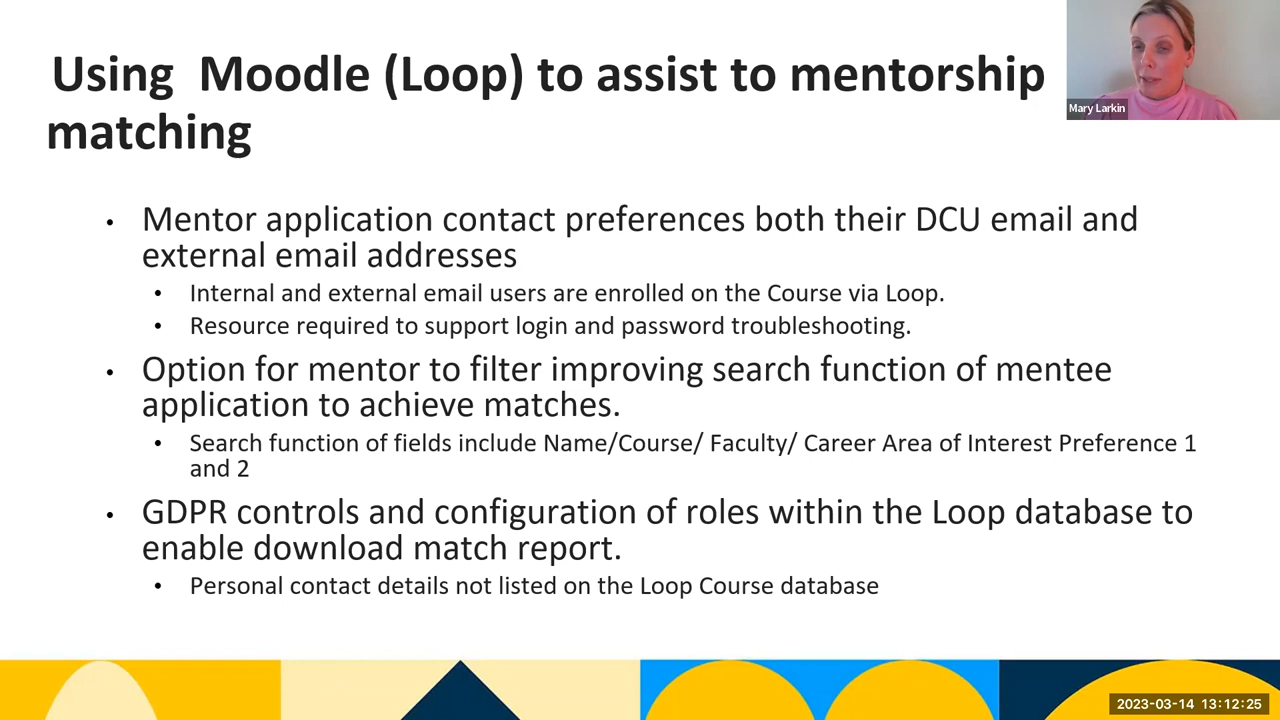 Using  Moodle (Loop) to assist to mentorship
matching
Mary Larkin
• Mentor application contact preferences both their DCU email and
external email addresses
• Internal and external email users are enrolled on the Course via Loop.
• Resource required to support login and password troubleshooting.
• Option for mentor to filter improving search function of mentee
application to achieve matches.
• Search function of fields include Name/Course/ Faculty/ Career Area of Interest Preference 1
and 2
• GDPR controls and configuration of roles within the Loop database to
enable download match report.
• Personal contact details not listed on the Loop Course database
2023-03-14 13:12:25